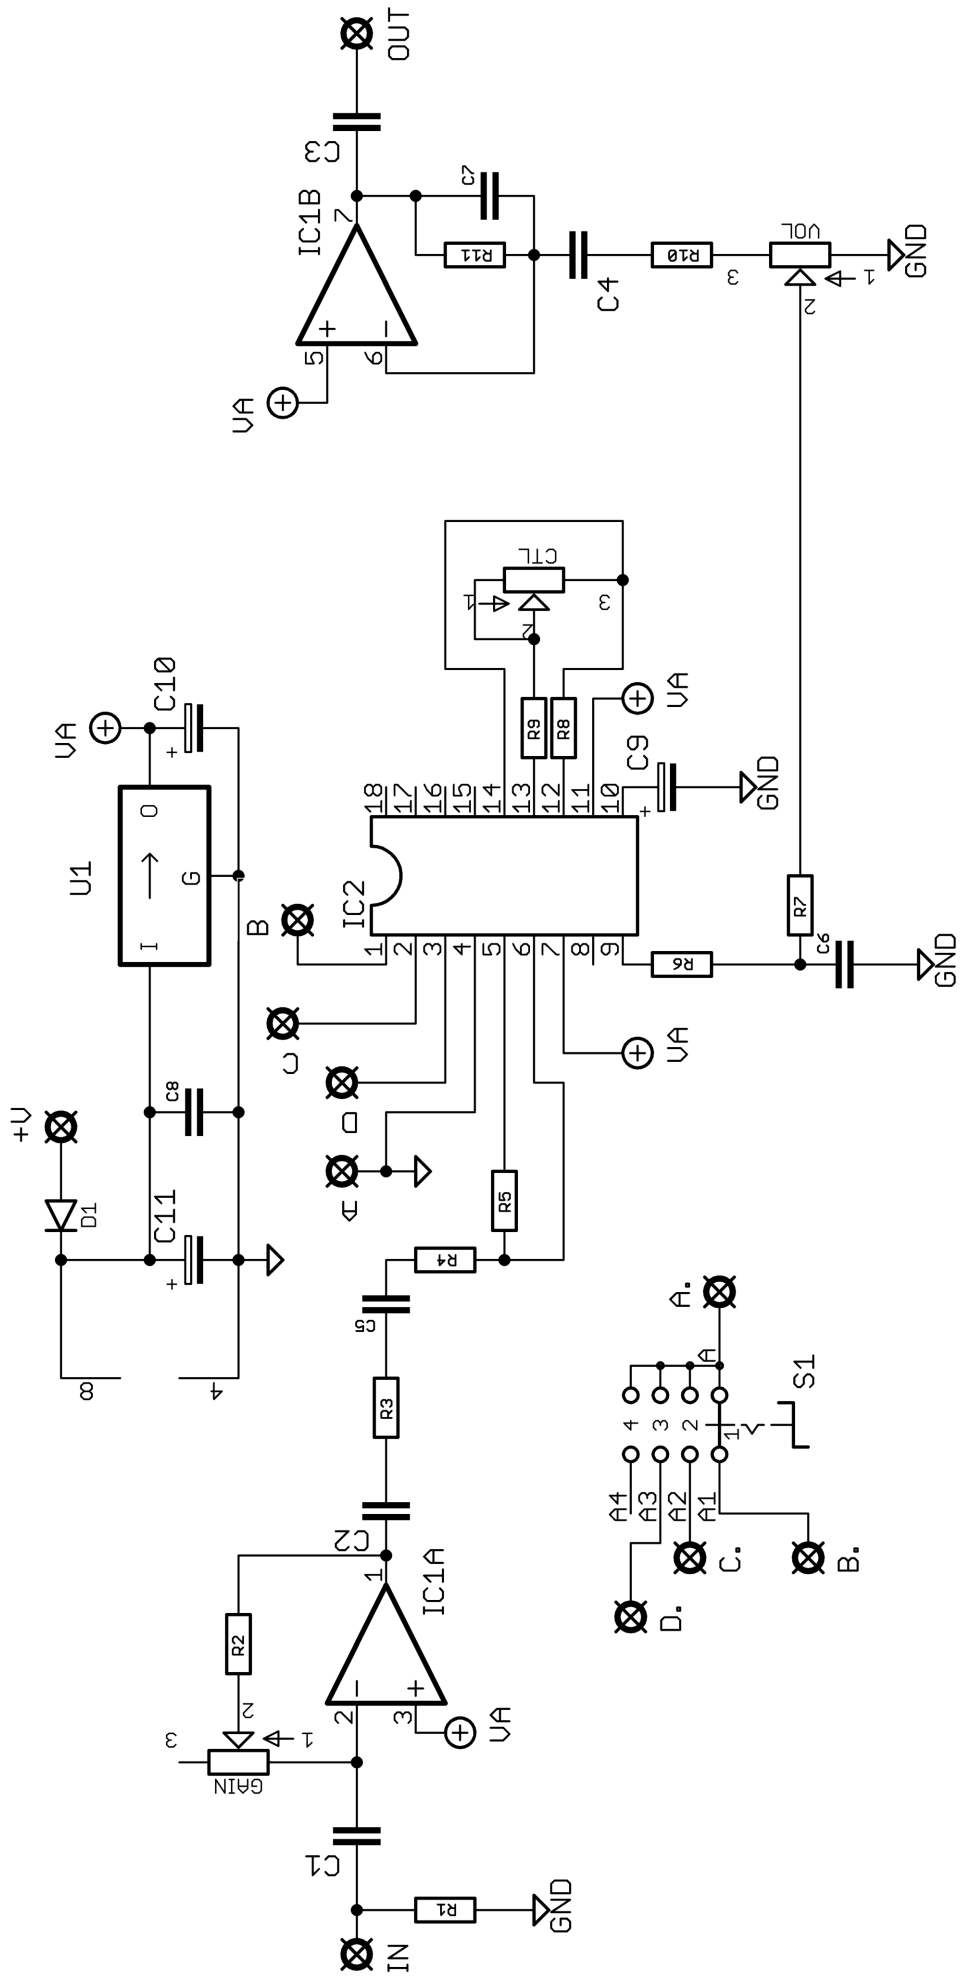 OUT
C3
IC1B
7
C7
R11
+
-
5
6
C4
R10
3
VOL
2
1
GND
VA
+
CTL
1
2
3
VA
+
C10
+
U1
I
O
G
R9
R8
+
VA
C9
+
GND
18
17
16
15
14
13
12
11
10
IC2
1
2
3
4
5
6
7
8
9
B
C
D
A
R7
R6
C6
GND
+
VA
+V
D1
C8
C11
+
8
4
R5
R4
C5
R3
C2
1
IC1A
R2
2
3
1
GAIN
-
+
2
3
+
VA
C1
IN
R1
GND
A.
A
4
3
2
1
S1
A4
A3
A2
A1
D.
C.
B.